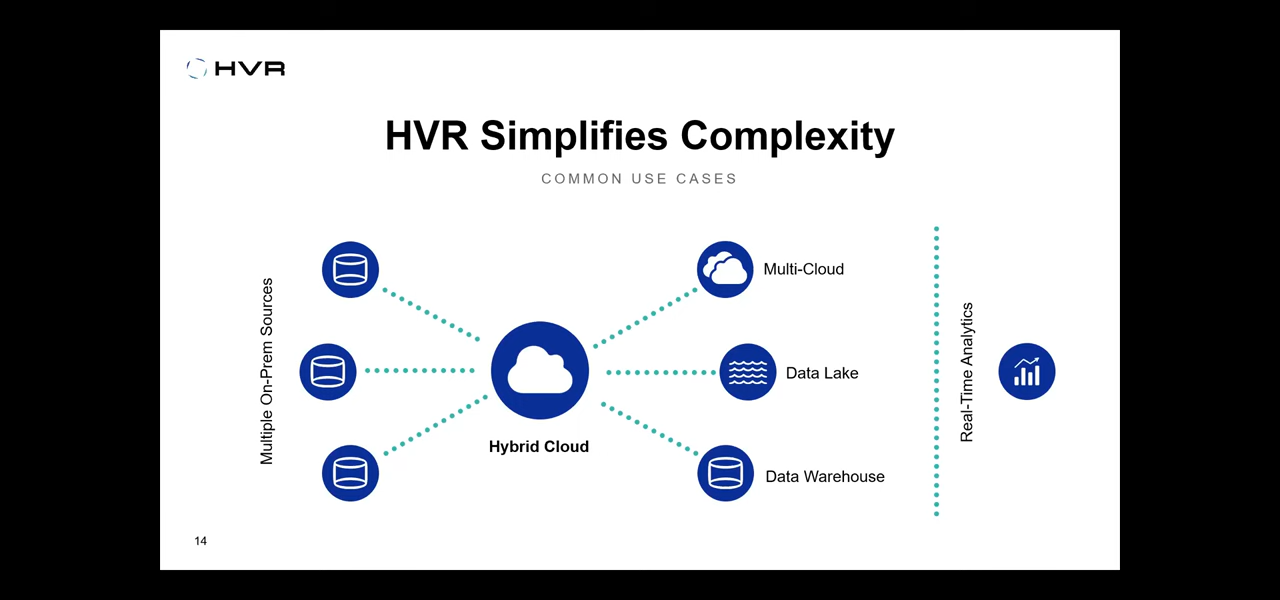 HVR
HVR Simplifies Complexity
COMMON USE CASES
Multiple On-Prem Sources
Hybrid Cloud
Multi-Cloud
Data Lake
Data Warehouse
Real-Time Analytics
14